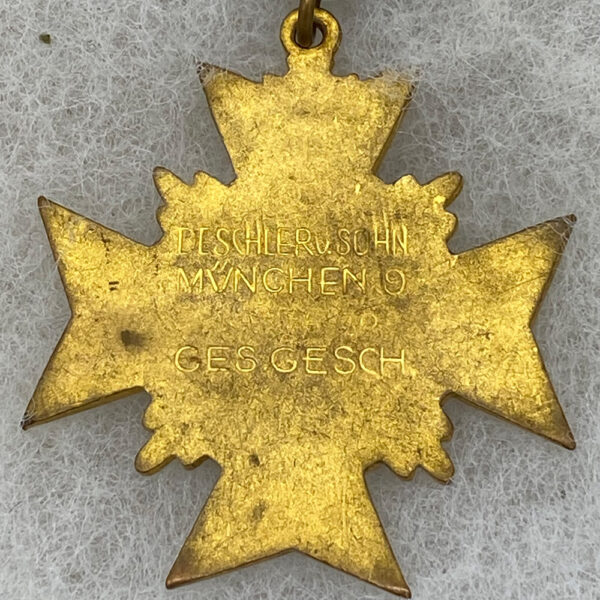 DESCHLER u. SOHN
MÜNCHEN 9
GES. GESCH.